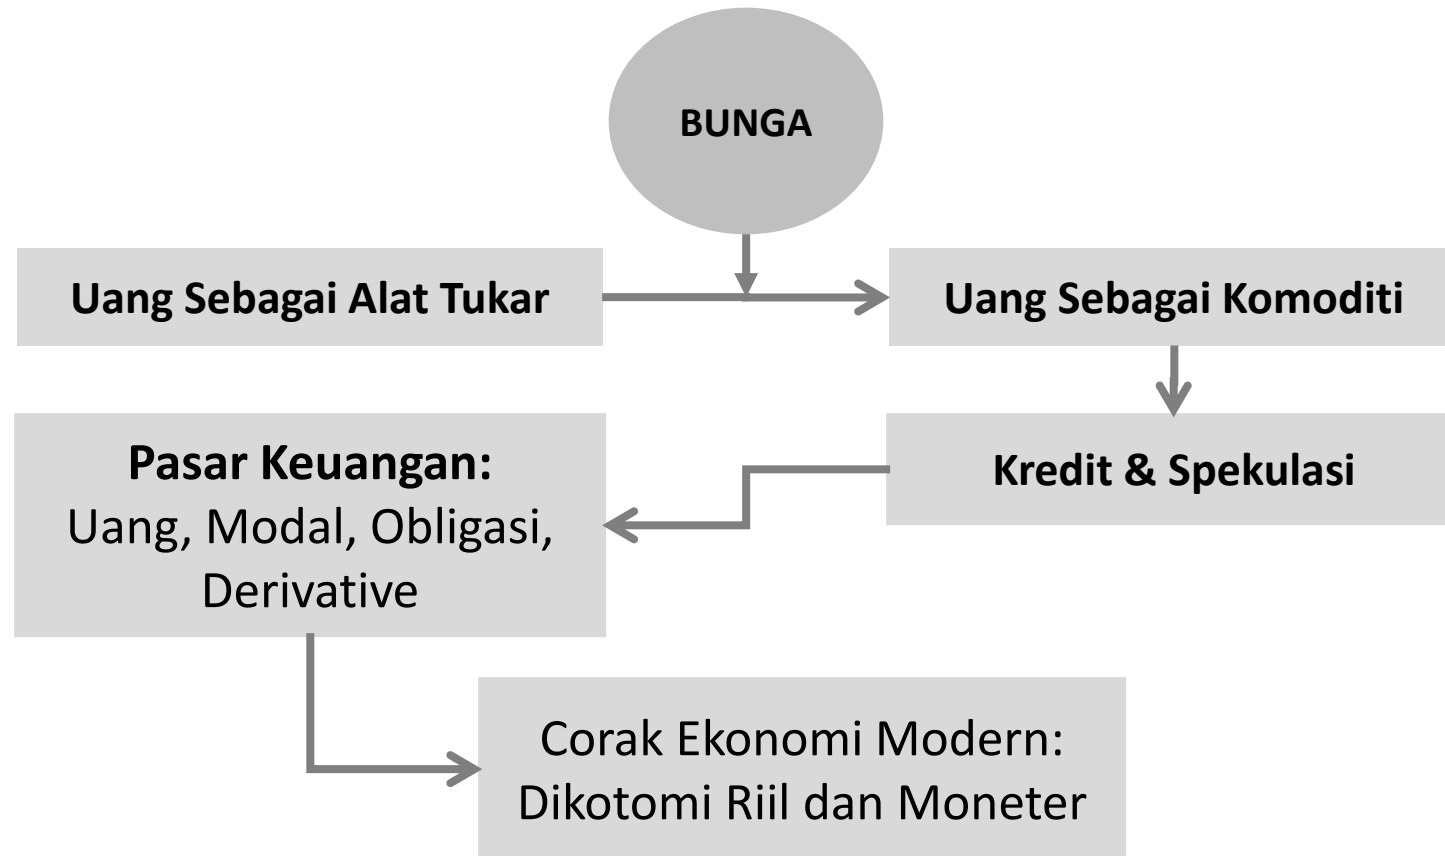 BUNGA
Uang Sebagai Alat Tukar
Uang Sebagai Komoditi
Kredit & Spekulasi
Pasar Keuangan:
Uang, Modal, Obligasi,
Derivative
Corak Ekonomi Modern:
Dikotomi Riil dan Moneter